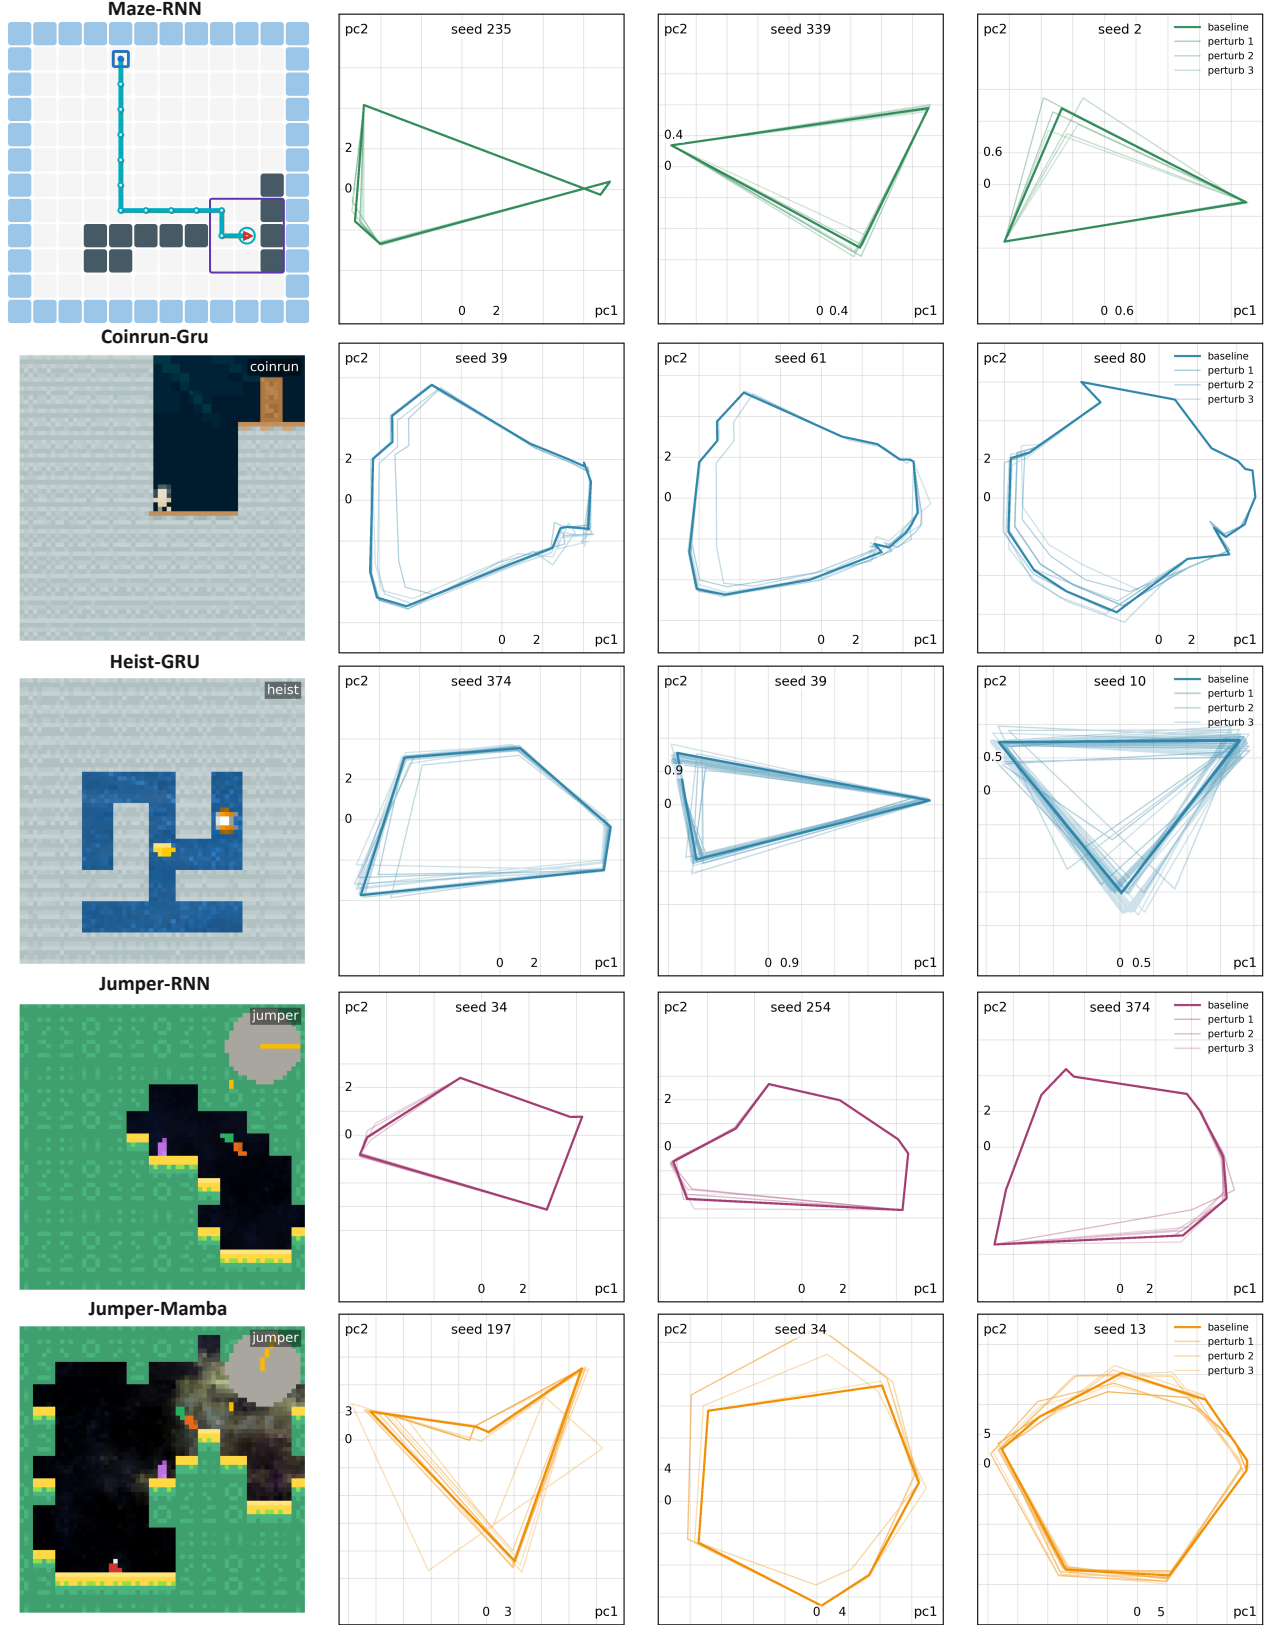 Maze-RNN
pc2
seed 235
2
0
0 2
pc1
pc2
seed 339
0.4
0
0 0.4
pc1
pc2
seed 2
baseline
perturb 1
perturb 2
perturb 3
0.6
0
0 0.6
pc1
Coinrun-Gru
coinrun
pc2
seed 39
2
0
0 2
pc1
pc2
seed 61
2
0
0 2
pc1
pc2
seed 80
baseline
perturb 1
perturb 2
perturb 3
2
0
0 2
pc1
Heist-GRU
heist
pc2
seed 374
2
0
0 2
pc1
pc2
seed 39
0.9
0
0 0.9
pc1
pc2
seed 10
baseline
perturb 1
perturb 2
perturb 3
0.5
0
0 0.5
pc1
Jumper-RNN
jumper
pc2
seed 34
2
0
0 2
pc1
pc2
seed 254
2
0
0 2
pc1
pc2
seed 374
baseline
perturb 1
perturb 2
perturb 3
2
0
0 2
pc1
Jumper-Mamba
jumper
pc2
seed 197
3
0
0 3
pc1
pc2
seed 34
4
0
0 4
pc1
pc2
seed 13
baseline
perturb 1
perturb 2
perturb 3
5
0
0 5
pc1